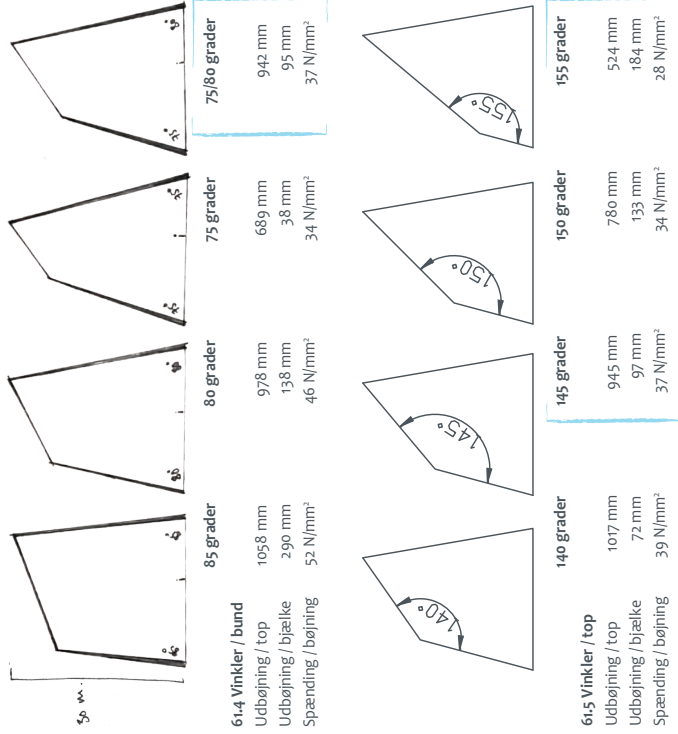 m.
85° 85° 80° 80° 75° 75° 75° 80°
85 grader 80 grader 75 grader 75/80 grader
61.4 Vinkler / bund
Udbøjning / top 1058 mm 978 mm 689 mm 942 mm
Udbøjning / bjælke 290 mm 138 mm 38 mm 95 mm
Spænding / bøjning 52 N/mm² 46 N/mm² 34 N/mm² 37 N/mm²
140° 145° 150° 155°
140 grader 145 grader 150 grader 155 grader
61.5 Vinkler / top
Udbøjning / top 1017 mm 945 mm 780 mm 524 mm
Udbøjning / bjælke 72 mm 97 mm 133 mm 184 mm
Spænding / bøjning 39 N/mm² 37 N/mm² 34 N/mm² 28 N/mm²